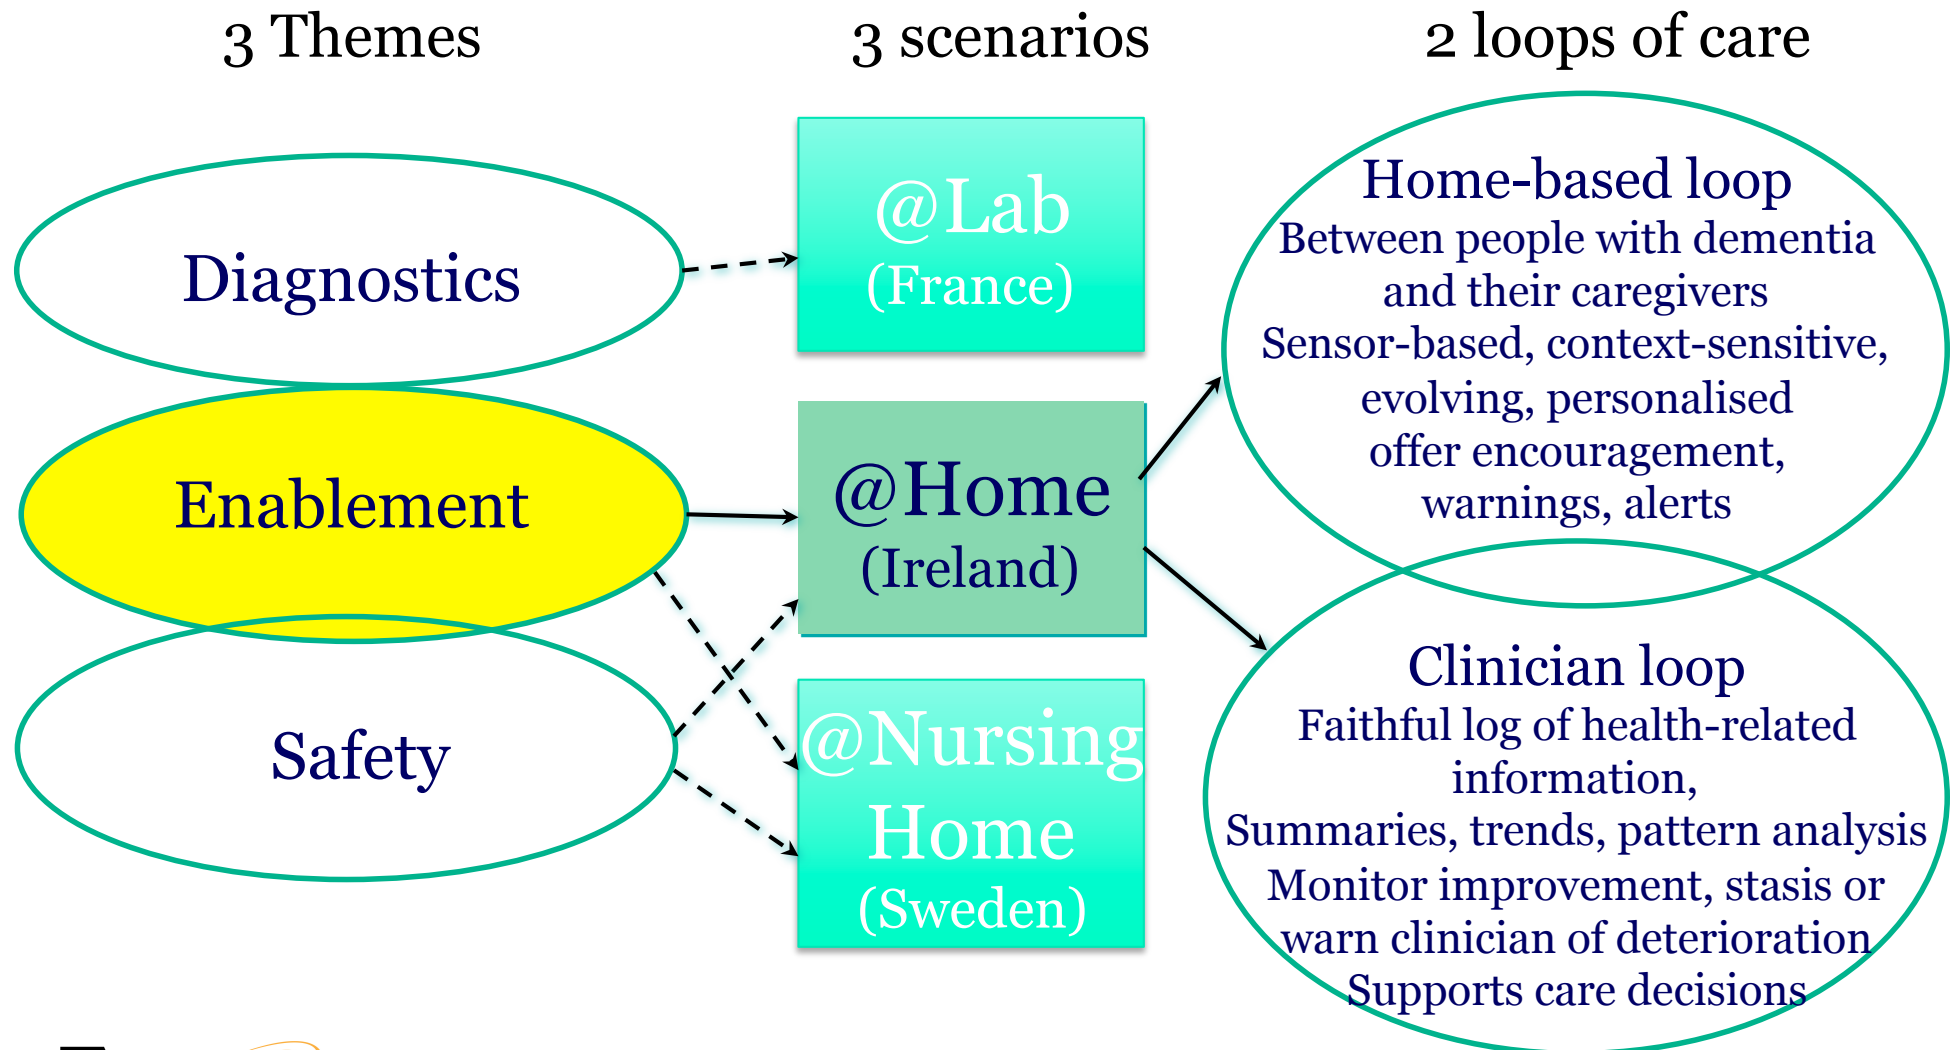 3 Themes
3 scenarios
2 loops of care
Diagnostics
Enablement
Safety
@Lab
(France)
@Home
(Ireland)
@Nursing
Home
(Sweden)
Home-based loop
Between people with dementia
and their caregivers
Sensor-based, context-sensitive,
evolving, personalised
offer encouragement,
warnings, alerts
Clinician loop
Faithful log of health-related
information,
Summaries, trends, pattern analysis
Monitor improvement, stasis or
warn clinician of deterioration
Supports care decisions